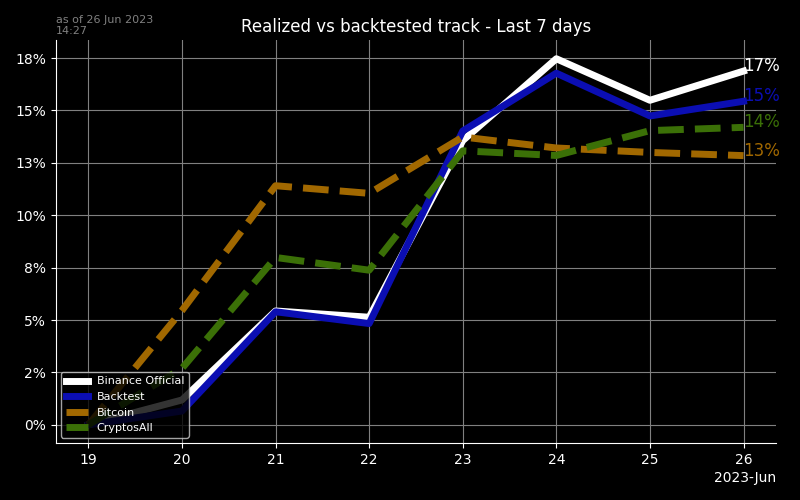 as of 26 Jun 2023
14:27
Realized vs backtested track - Last 7 days
18%
15%
13%
10%
8%
5%
2%
0%
17%
15%
14%
13%
Binance Official
Backtest
Bitcoin
CryptosAll
19 20 21 22 23 24 25 26
2023-Jun